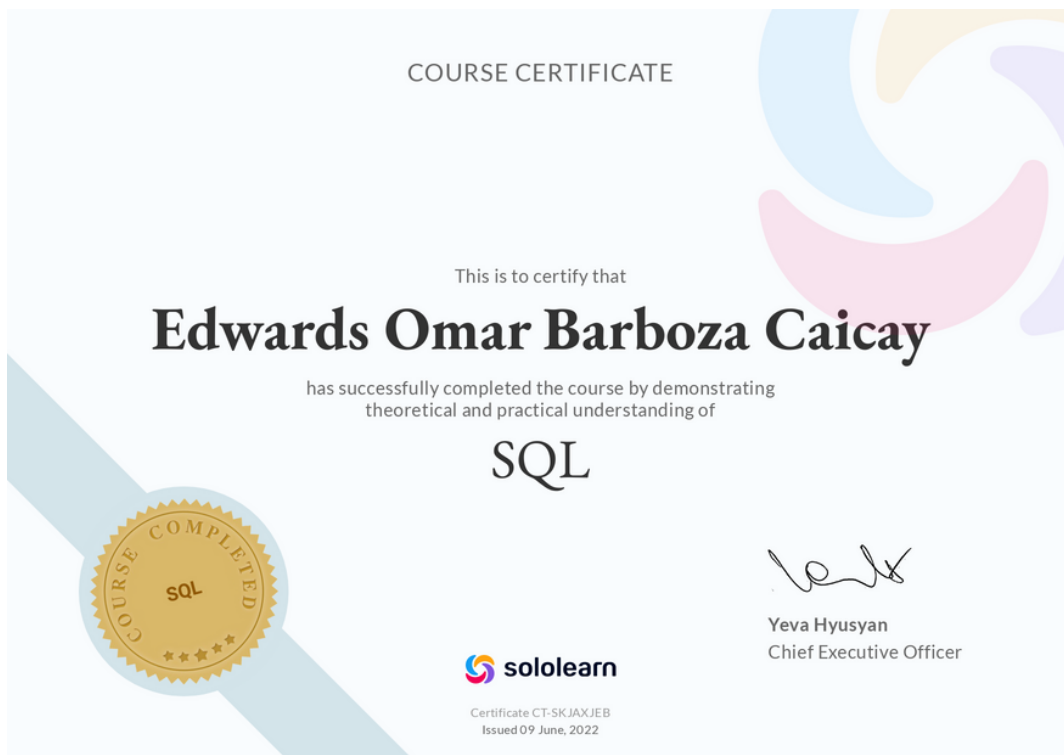 COURSE CERTIFICATE
This is to certify that
Edwards Omar Barboza Caicay
has successfully completed the course by demonstrating
theoretical and practical understanding of
SQL
COURSE COMPLETED
SQL
Yeva Hyusyan
Chief Executive Officer
sololearn
Certificate CT-SKJAXJEB
Issued 09 June, 2022